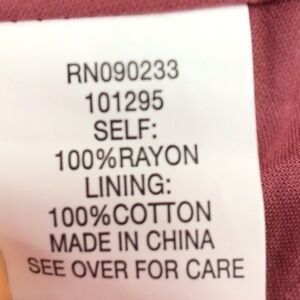 RN090233
101295
SELF:
100%RAYON
LINING:
100%COTTON
MADE IN CHINA
SEE OVER FOR CARE